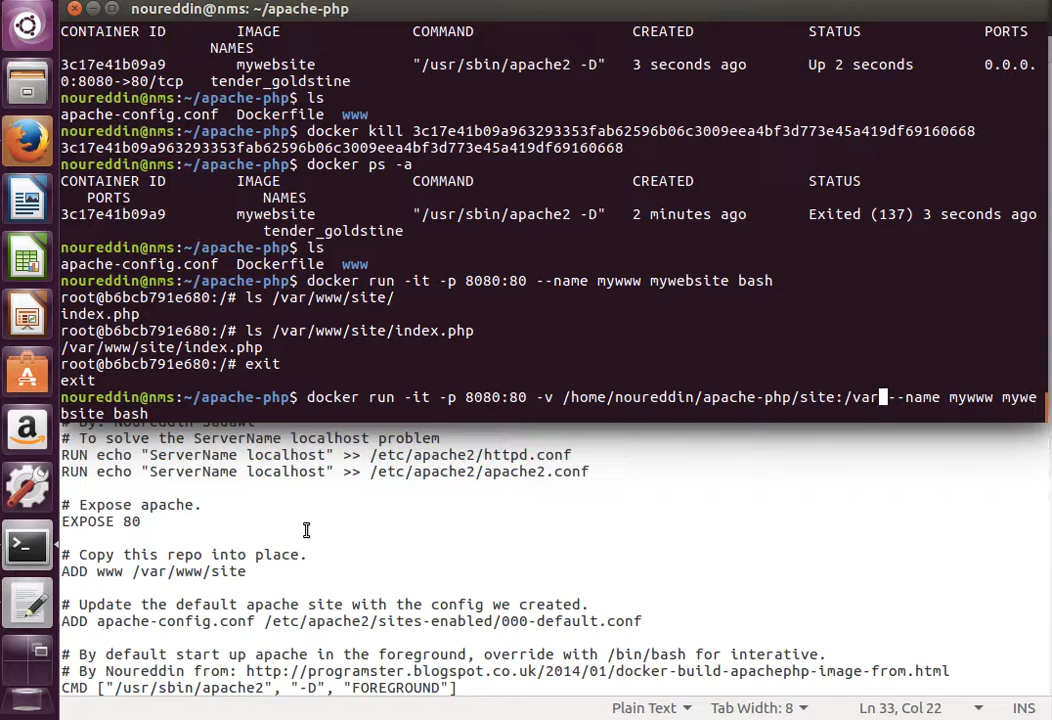 noureddin@nms: ~/apache-php
CONTAINER ID IMAGE COMMAND CREATED STATUS PORTS
NAMES
3c17e41b09a9 mywebsite "/usr/sbin/apache2 -D" 3 seconds ago Up 2 seconds 0.0.0.
0:8080->80/tcp tender_goldstine
noureddin@nms:~/apache-php$ ls
apache-config.conf Dockerfile www
noureddin@nms:~/apache-php$ docker kill 3c17e41b09a963293353fab62596b06c3009eea4bf3d773e45a419df69160668
3c17e41b09a963293353fab62596b06c3009eea4bf3d773e45a419df69160668
noureddin@nms:~/apache-php$ docker ps -a
CONTAINER ID IMAGE COMMAND CREATED STATUS
PORTS NAMES
3c17e41b09a9 mywebsite "/usr/sbin/apache2 -D" 2 minutes ago Exited (137) 3 seconds ago
tender_goldstine
noureddin@nms:~/apache-php$ ls
apache-config.conf Dockerfile www
noureddin@nms:~/apache-php$ docker run -it -p 8080:80 --name mywww mywebsite bash
root@b6bcb791e680:/# ls /var/www/site/
index.php
root@b6bcb791e680:/# ls /var/www/site/index.php
/var/www/site/index.php
root@b6bcb791e680:/# exit
exit
noureddin@nms:~/apache-php$ docker run -it -p 8080:80 -v /home/noureddin/apache-php/site:/var --name mywww mywe
bsite bash
# By: Noureddin Sadawi
# To solve the ServerName localhost problem
RUN echo "ServerName localhost" >> /etc/apache2/httpd.conf
RUN echo "ServerName localhost" >> /etc/apache2/apache2.conf
# Expose apache.
EXPOSE 80
# Copy this repo into place.
ADD www /var/www/site
# Update the default apache site with the config we created.
ADD apache-config.conf /etc/apache2/sites-enabled/000-default.conf
# By default start up apache in the foreground, override with /bin/bash for interative.
# By Noureddin from: http://programster.blogspot.co.uk/2014/01/docker-build-apachephp-image-from.html
CMD ["/usr/sbin/apache2", "-D", "FOREGROUND"]
Plain Text Tab Width: 8 Ln 33, Col 22 INS